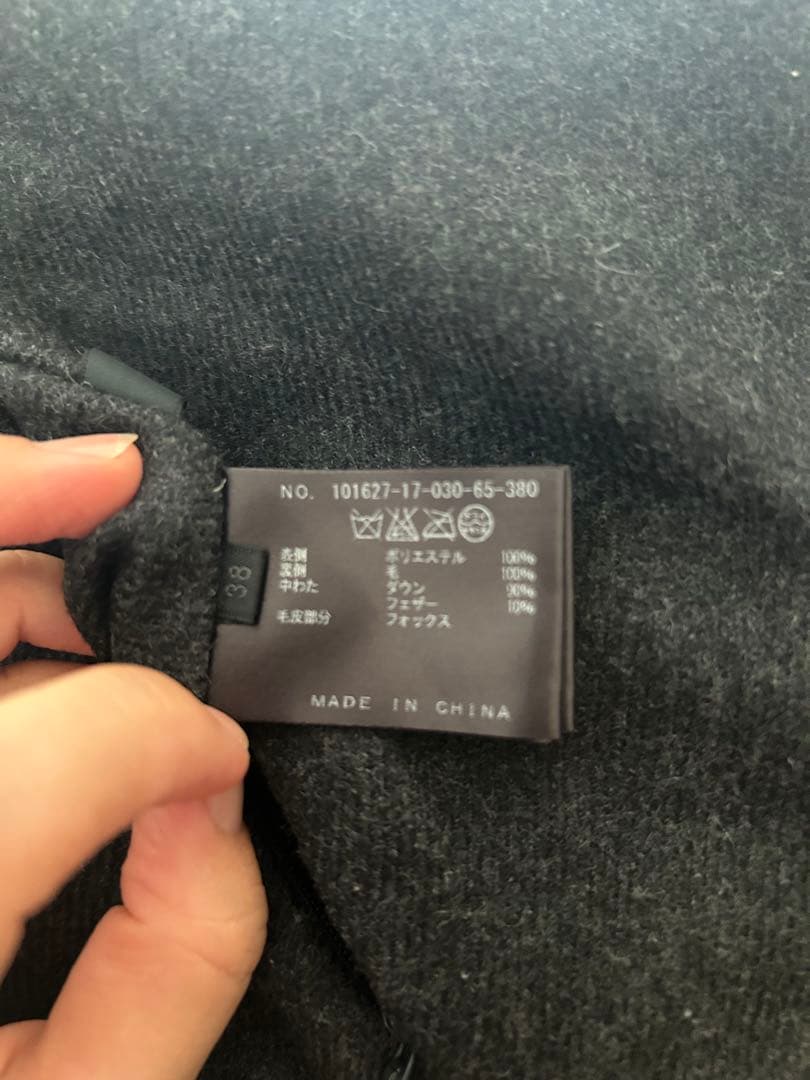 NO. 101627-17-030-65-380
表側 ポリエステル 100%
裏側 毛 100%
中わた ダウン 90%
フェザー 10%
毛皮部分 フォックス
38
MADE IN CHINA